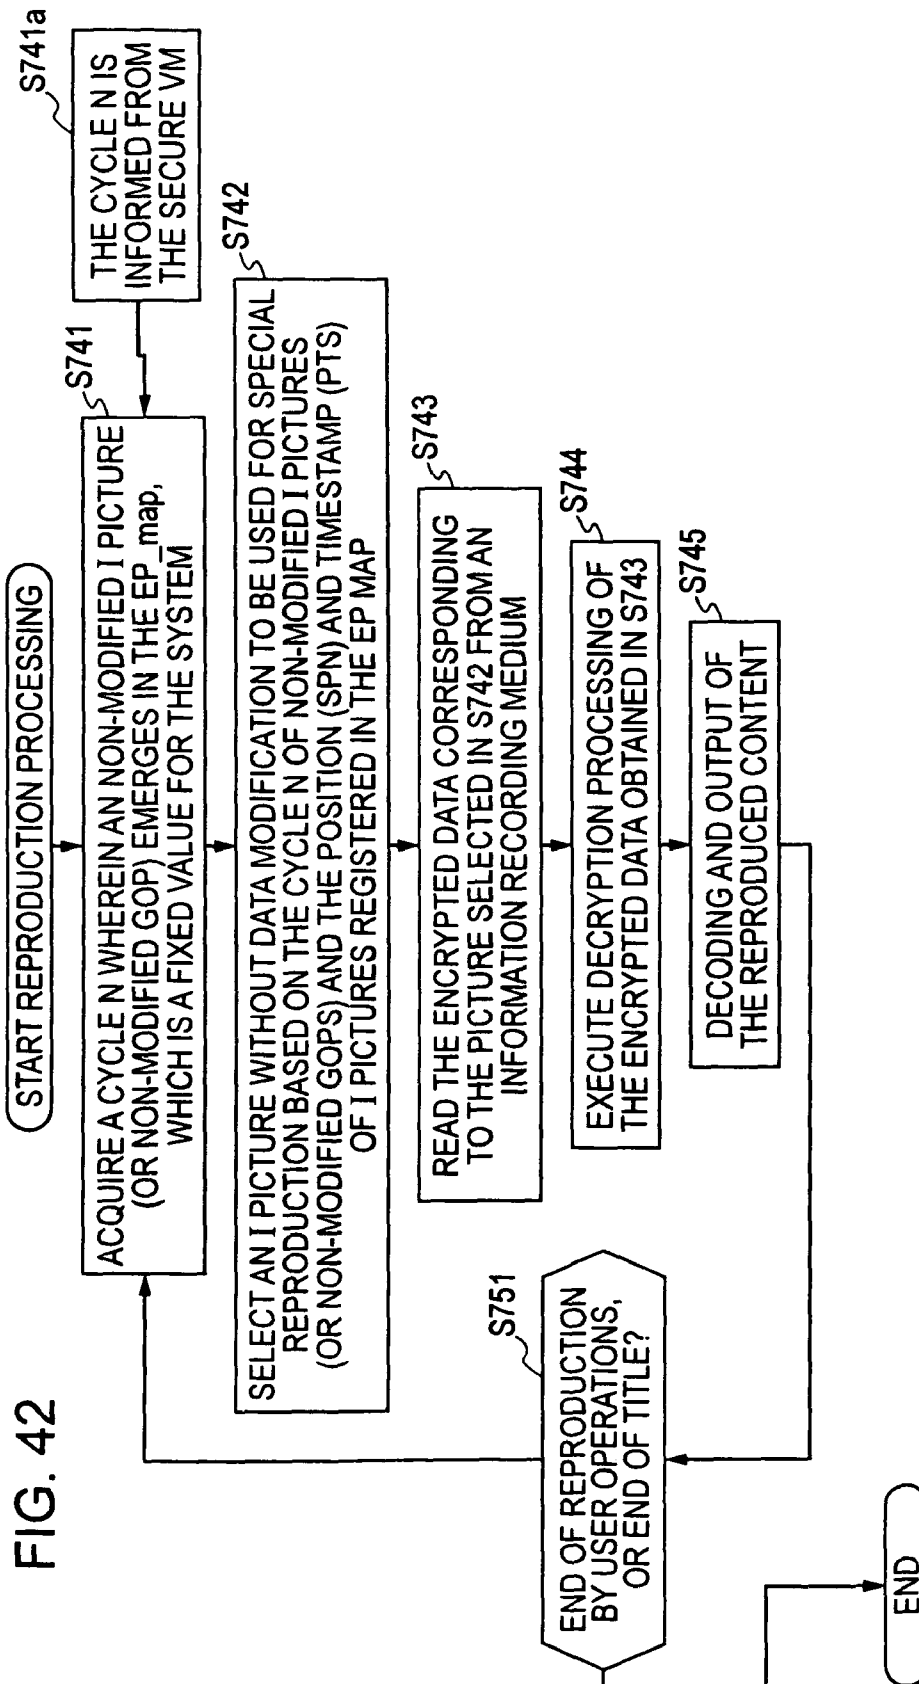 FIG. 42
START REPRODUCTION PROCESSING
S741
ACQUIRE A CYCLE N WHEREIN AN NON-MODIFIED I PICTURE
(OR NON-MODIFIED GOP) EMERGES IN THE EP_map,
WHICH IS A FIXED VALUE FOR THE SYSTEM
S741a
THE CYCLE N IS
INFORMED FROM
THE SECURE VM
S742
SELECT AN I PICTURE WITHOUT DATA MODIFICATION TO BE USED FOR SPECIAL
REPRODUCTION BASED ON THE CYCLE N OF NON-MODIFIED I PICTURES
(OR NON-MODIFIED GOPS) AND THE POSITION (SPN) AND TIMESTAMP (PTS)
OF I PICTURES REGISTERED IN THE EP MAP
S743
READ THE ENCRYPTED DATA CORRESPONDING
TO THE PICTURE SELECTED IN S742 FROM AN
INFORMATION RECORDING MEDIUM
S744
EXECUTE DECRYPTION PROCESSING OF
THE ENCRYPTED DATA OBTAINED IN S743
S745
DECODING AND OUTPUT OF
THE REPRODUCED CONTENT
S751
END OF REPRODUCTION
BY USER OPERATIONS,
OR END OF TITLE?
END